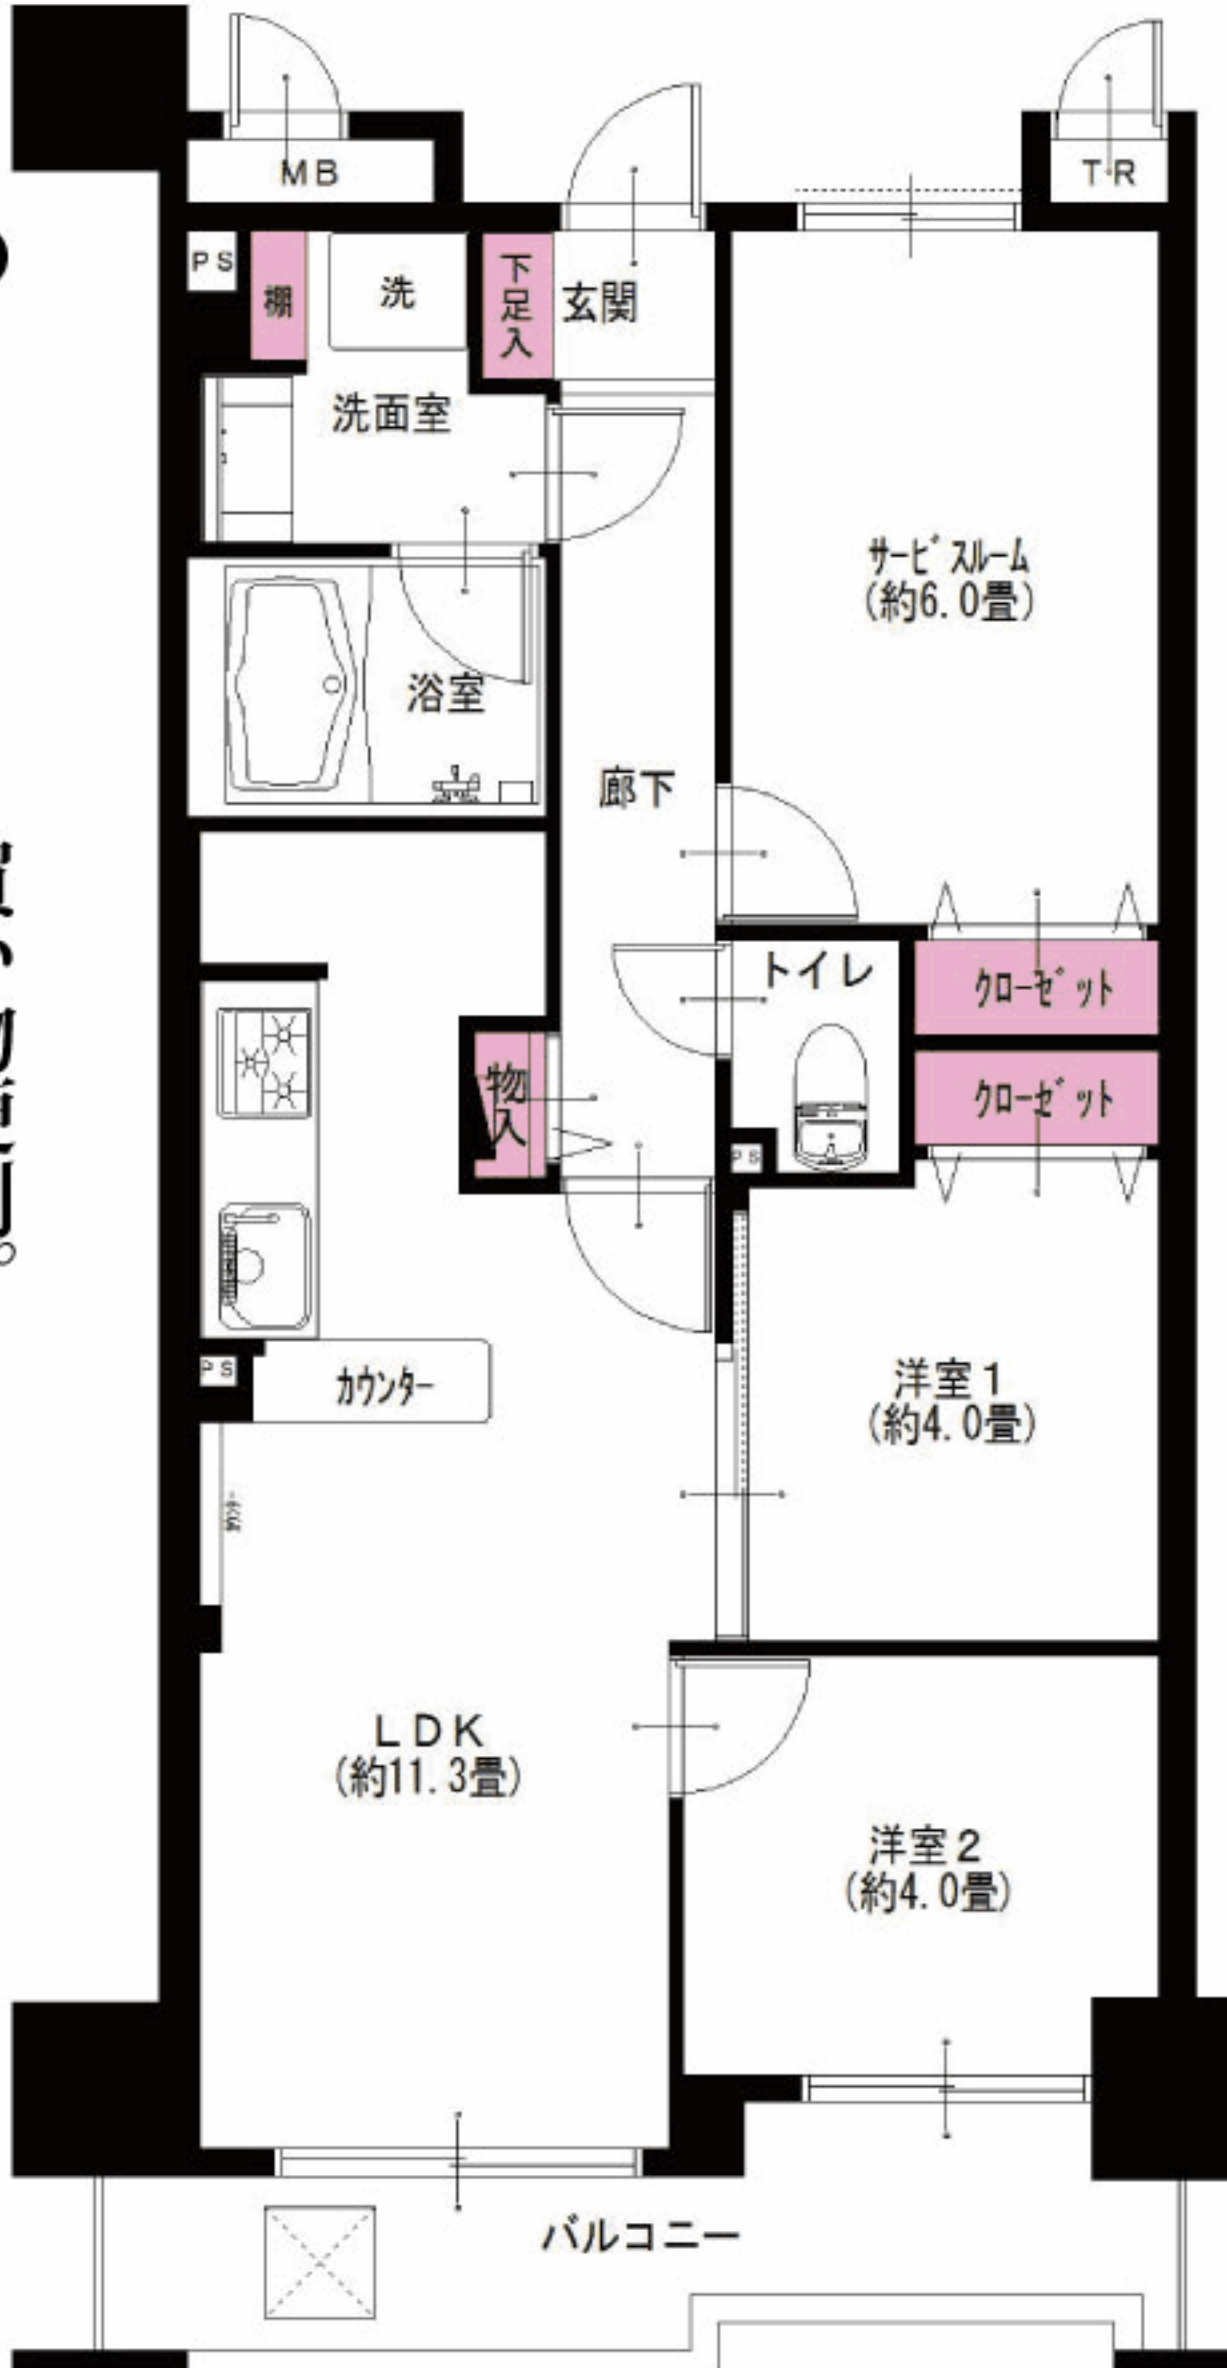 MB
TR
PS
棚
洗
下足入
玄関
洗面室
サービスルーム
(約6.0畳)
浴室
廊下
トイレ
クローゼット
物入
クローゼット
PS
PS
カウンター
洋室1
(約4.0畳)
LDK
(約11.3畳)
洋室2
(約4.0畳)
バルコニー